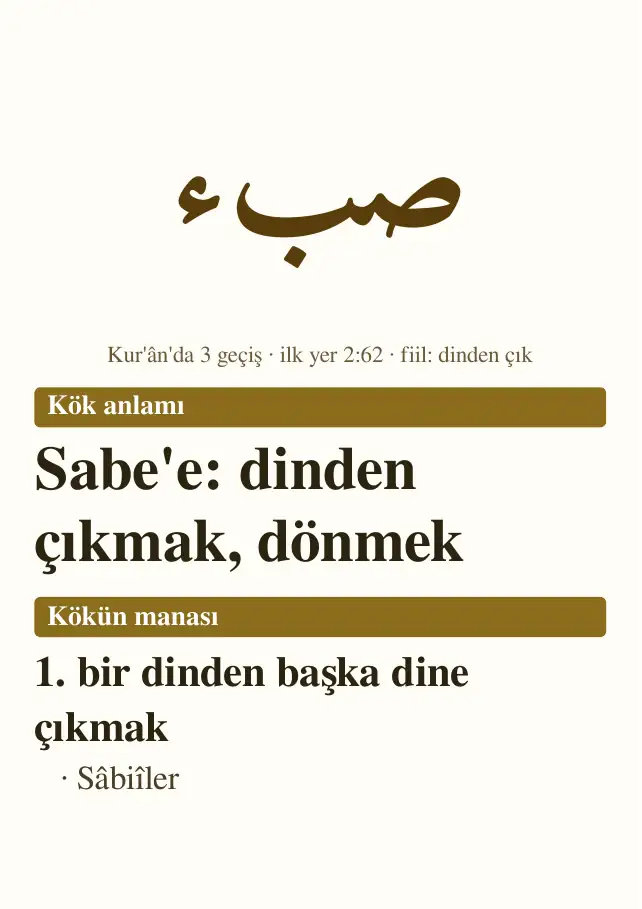 صبء
Kur'ân'da 3 geçiş · ilk yer 2:62 · fiil: dinden çık
Kök anlamı
Sabe'e: dinden
çıkmak, dönmek
Kökün manası
1. bir dinden başka dine
çıkmak
· Sâbiîler